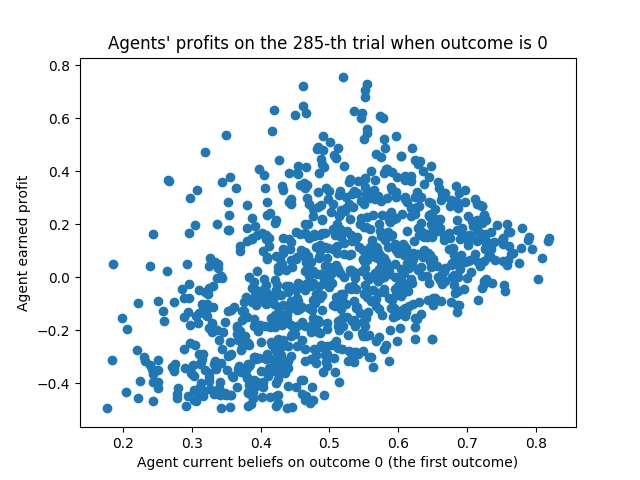 Agents' profits on the 285-th trial when outcome is 0
0.8
0.6
0.4
0.2
0.0
−0.2
−0.4
Agent earned profit
0.2 0.3 0.4 0.5 0.6 0.7 0.8
Agent current beliefs on outcome 0 (the first outcome)